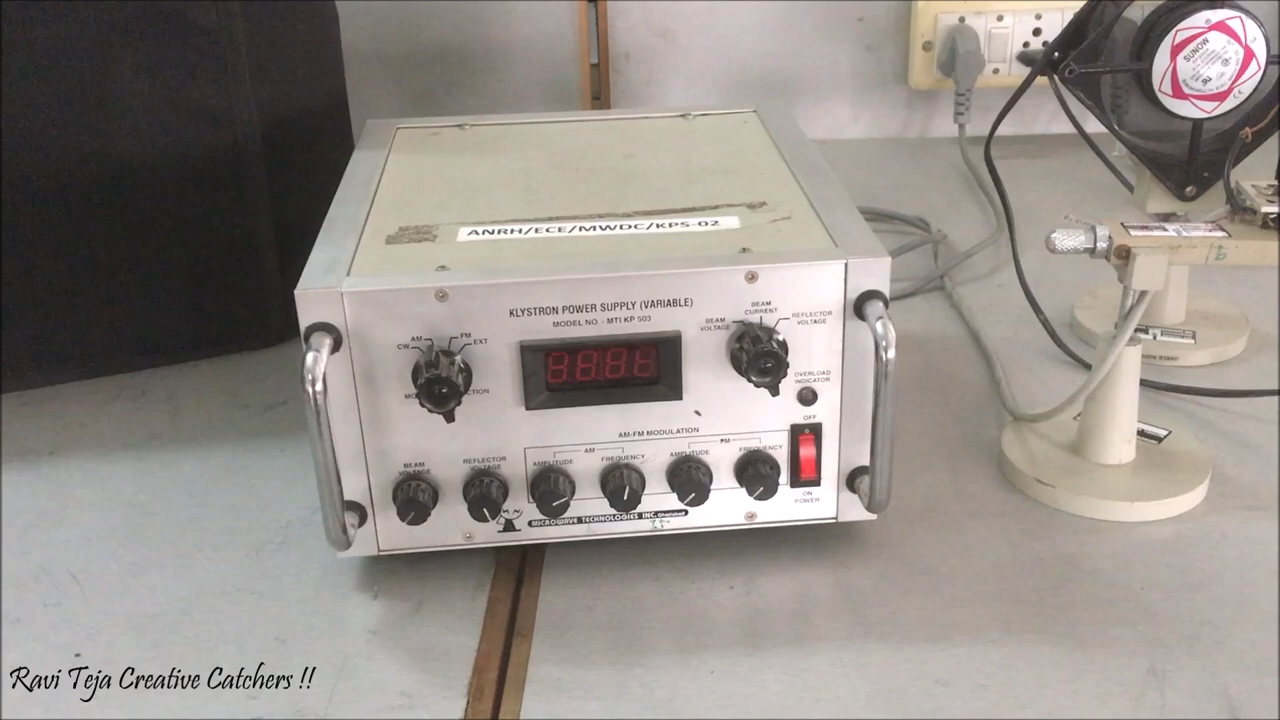 SUNOW
ANRH/ECE/MWDC/KPS-02
KLYSTRON POWER SUPPLY (VARIABLE)
MODEL NO - MTI KP 503
CW
AM
FM
EXT
BEAM
VOLTAGE
BEAM
CURRENT
REFLECTOR
VOLTAGE
OVERLOAD
INDICATOR
OFF
ON
POWER
AM-FM MODULATION
AM
FM
BEAM
VOLTAGE
REFLECTOR
VOLTAGE
AMPLITUDE
FREQUENCY
AMPLITUDE
FREQUENCY
MICROWAVE TECHNOLOGIES INC.
Ravi Teja Creative Catchers !!